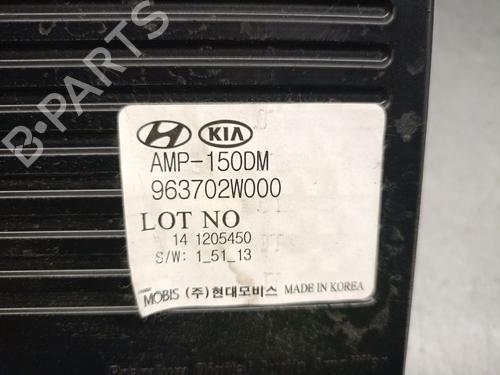 B-PARTS
KIA
AMP-150DM
963702W000
LOT NO
14 1205450
S/W: 1_51_13
MOBIS (주)현대모비스 MADE IN KOREA